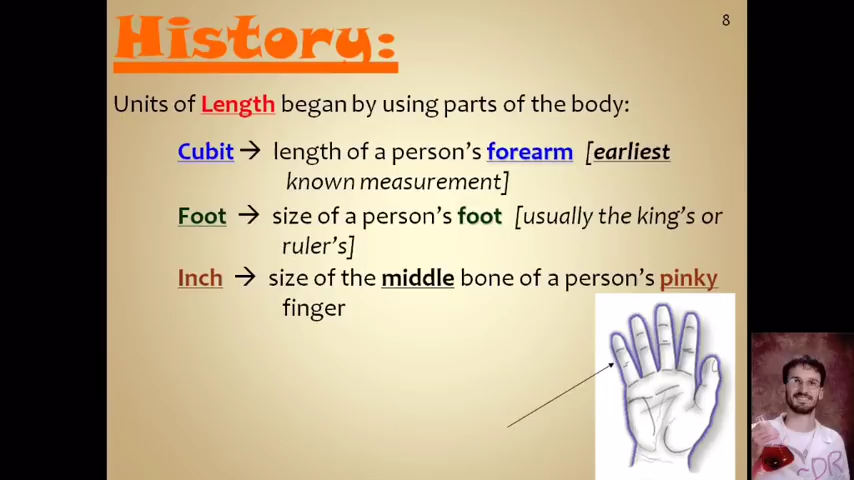 8
History:
Units of Length began by using parts of the body:
Cubit → length of a person's forearm [earliest
known measurement]
Foot → size of a person's foot [usually the king's or
ruler's]
Inch → size of the middle bone of a person's pinky
finger
DR